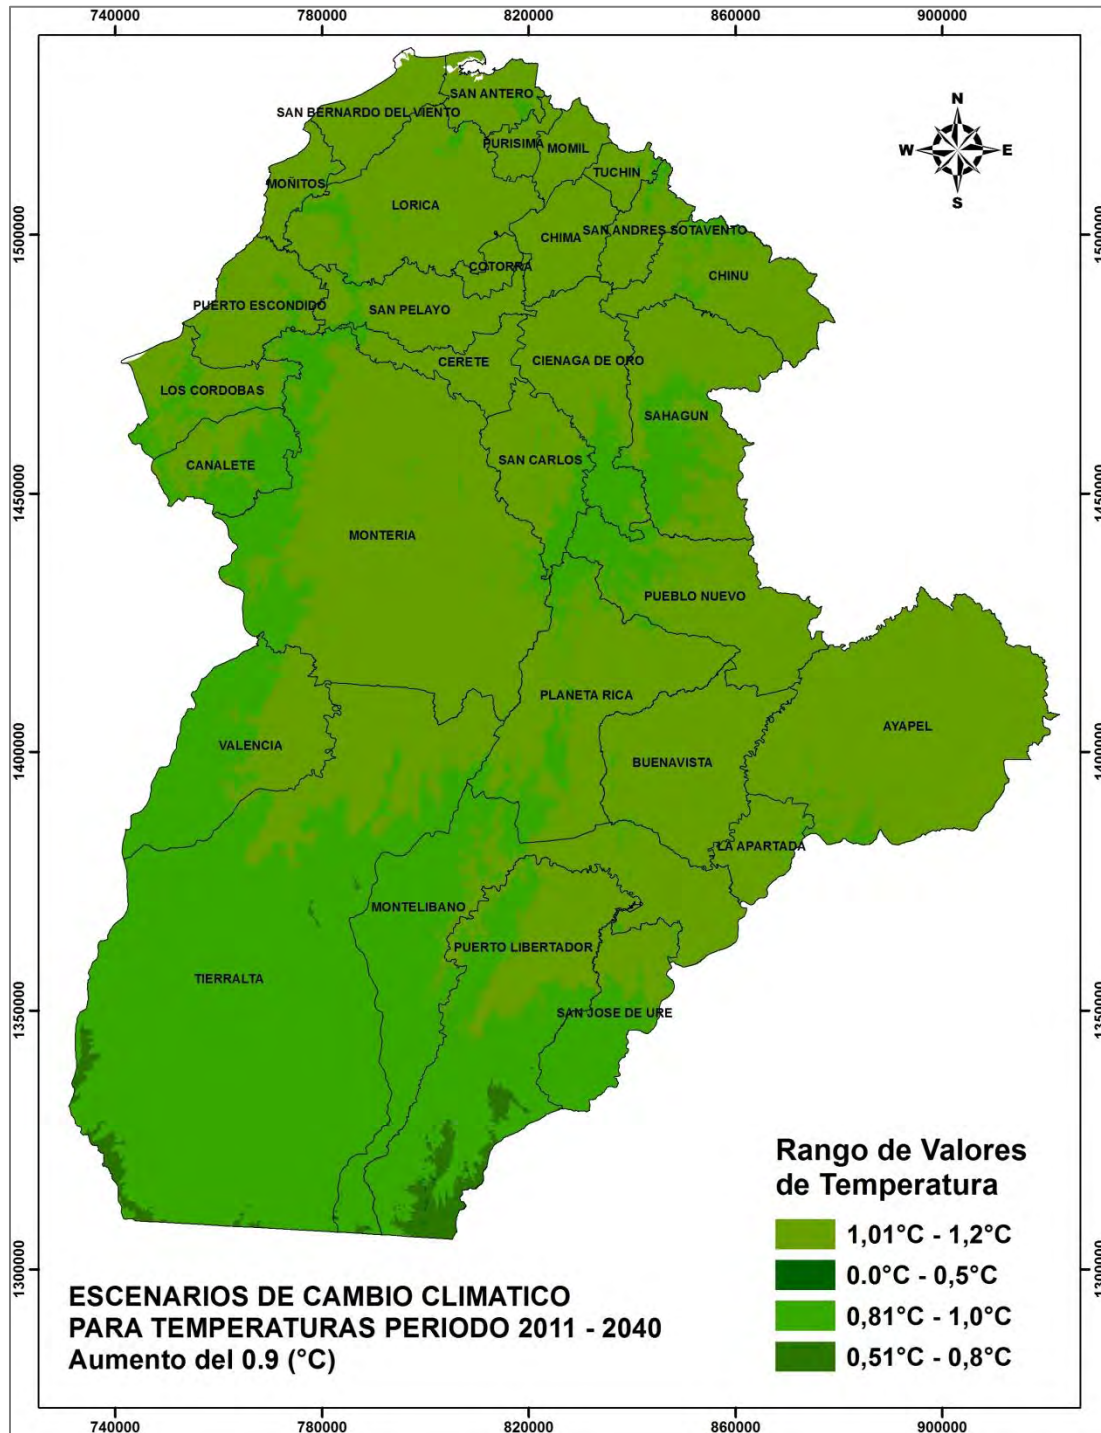 740000 780000 820000 860000 900000
N
W E
S
SAN ANTERO
SAN BERNARDO DEL VIENTO
PURISIMA
MOMIL
TUCHIN
MOÑITOS
LORICA
SAN ANDRES SOTAVENTO
CHIMA
1500000 1500000
COTORRA
CHINU
PUERTO ESCONDIDO
SAN PELAYO
CERETE
CIENAGA DE ORO
LOS CORDOBAS
SAHAGUN
CANALETE
SAN CARLOS
1450000 1450000
MONTERIA
PUEBLO NUEVO
PLANETA RICA
AYAPEL
VALENCIA
1400000 1400000
BUENAVISTA
LA APARTADA
MONTELIBANO
PUERTO LIBERTADOR
TIERRALTA
SAN JOSE DE URE
1350000 1350000
Rango de Valores
de Temperatura
1,01°C - 1,2°C
0.0°C - 0,5°C
0,81°C - 1,0°C
0,51°C - 0,8°C
1300000 1300000
ESCENARIOS DE CAMBIO CLIMATICO
PARA TEMPERATURAS PERIODO 2011 - 2040
Aumento del 0.9 (°C)
740000 780000 820000 860000 900000